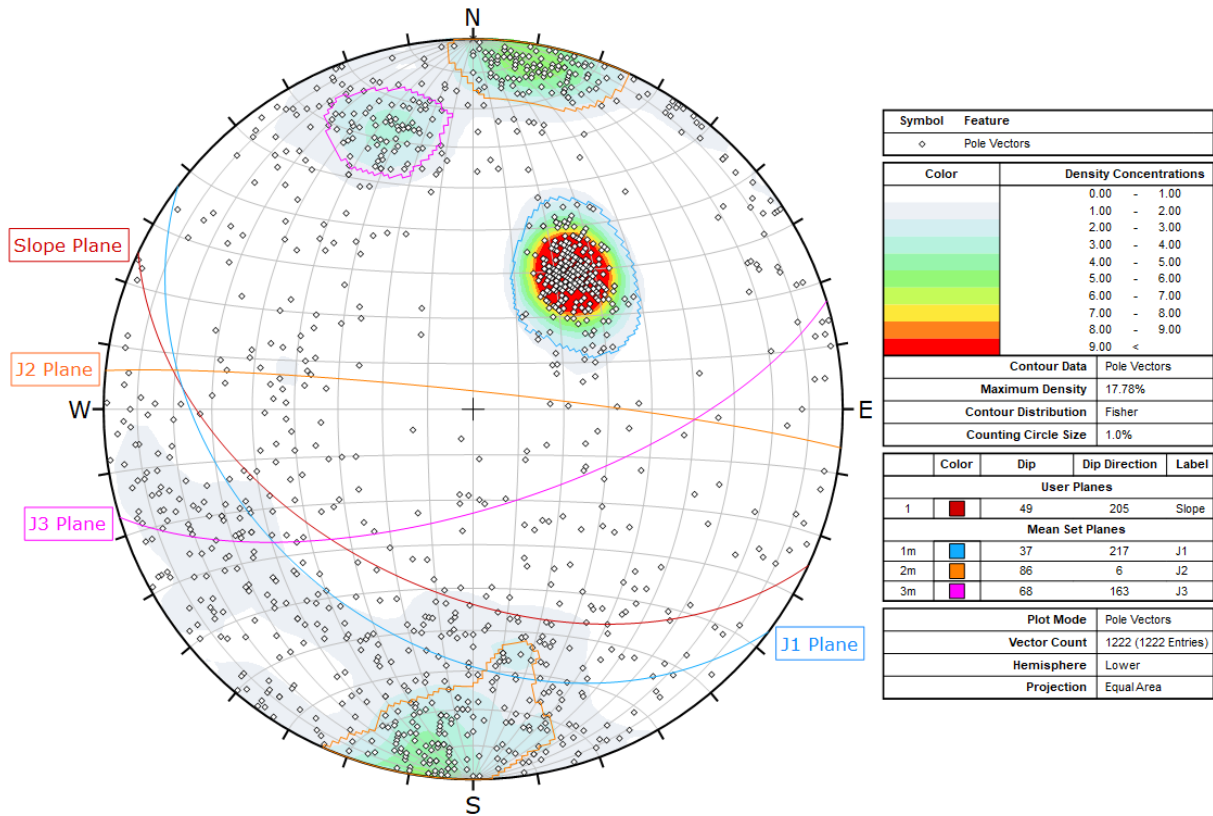 N
Slope Plane
J2 Plane
W
E
J3 Plane
J1 Plane
S
Symbol Feature
Pole Vectors
Color Density Concentrations
0.00 - 1.00
1.00 - 2.00
2.00 - 3.00
3.00 - 4.00
4.00 - 5.00
5.00 - 6.00
6.00 - 7.00
7.00 - 8.00
8.00 - 9.00
9.00 <
Contour Data Pole Vectors
Maximum Density 17.78%
Contour Distribution Fisher
Counting Circle Size 1.0%
Color Dip Dip Direction Label
User Planes
1 49 205 Slope
Mean Set Planes
1m 37 217 J1
2m 86 6 J2
3m 68 163 J3
Plot Mode Pole Vectors
Vector Count 1222 (1222 Entries)
Hemisphere Lower
Projection Equal Area